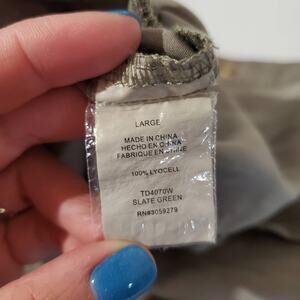 LARGE
MADE IN CHINA
HECHO EN CHINA
FABRIQUE EN CHINE
100% LYOCELL
TD4070W
SLATE GREEN
RN#3059279